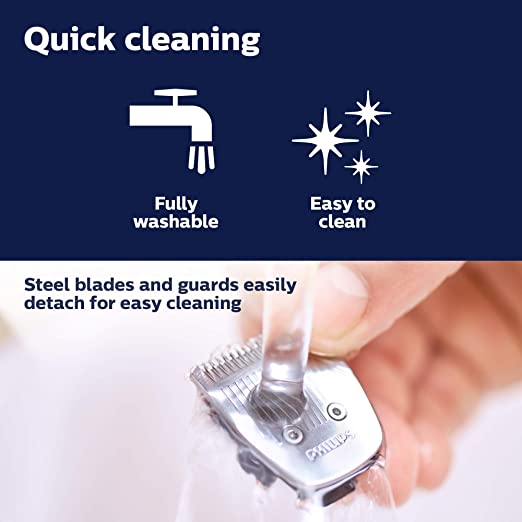 Quick cleaning
Fully
washable
Easy to
clean
Steel blades and guards easily
detach for easy cleaning
PHILIPS